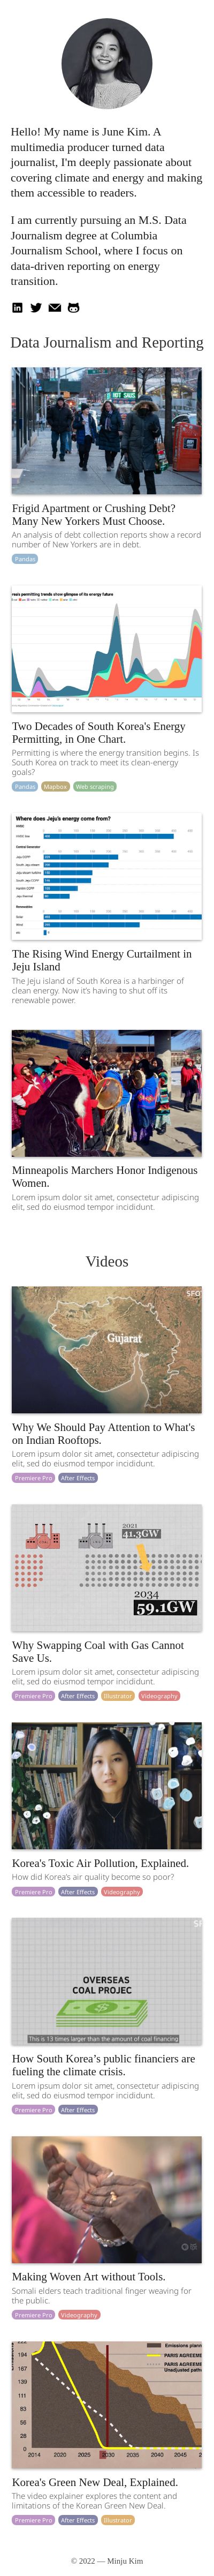 Hello! My name is June Kim. A
multimedia producer turned data
journalist, I'm deeply passionate about
covering climate and energy and making
them accessible to readers.
I am currently pursuing an M.S. Data
Journalism degree at Columbia
Journalism School, where I focus on
data-driven reporting on energy
transition.
Data Journalism and Reporting
HOT SADS
Frigid Apartment or Crushing Debt?
Many New Yorkers Must Choose.
An analysis of debt collection reports show a record
number of New Yorkers are in debt.
Pandas
permitting trends show glimpse of its energy future
Two Decades of South Korea's Energy
Permitting, in One Chart.
Permitting is where the energy transition begins. Is
South Korea on track to meet its clean-energy
goals?
Pandas Mapbox Web scraping
Where does Jeju's energy come from?
The Rising Wind Energy Curtailment in
Jeju Island
The Jeju island of South Korea is a harbinger of
clean energy. Now it's having to shut off its
renewable power.
Minneapolis Marchers Honor Indigenous
Women.
Lorem ipsum dolor sit amet, consectetur adipiscing
elit, sed do eiusmod tempor incididunt.
Videos
SFO
Gujarat
Why We Should Pay Attention to What's
on Indian Rooftops.
Lorem ipsum dolor sit amet, consectetur adipiscing
elit, sed do eiusmod tempor incididunt.
Premiere Pro After Effects
2021
41.3GW
2034
59.1GW
Why Swapping Coal with Gas Cannot
Save Us.
Lorem ipsum dolor sit amet, consectetur adipiscing
elit, sed do eiusmod tempor incididunt.
Premiere Pro After Effects Illustrator Videography
Korea's Toxic Air Pollution, Explained.
How did Korea's air quality become so poor?
Premiere Pro After Effects Videography
OVERSEAS
COAL PROJEC
This is 13 times larger than the amount of coal financing
How South Korea’s public financiers are
fueling the climate crisis.
Lorem ipsum dolor sit amet, consectetur adipiscing
elit, sed do eiusmod tempor incididunt.
Premiere Pro After Effects
Making Woven Art without Tools.
Somali elders teach traditional finger weaving for
the public.
Premiere Pro Videography
Emissions plann
194
PARIS AGREEME
167
PARIS AGREEME
139
Unadjusted path
111
83
56
28
0
2014 2020 2025 2030 2035 2040 2045
Korea's Green New Deal, Explained.
The video explainer explores the content and
limitations of the Korean Green New Deal.
Premiere Pro After Effects Illustrator
© 2022 — Minju Kim